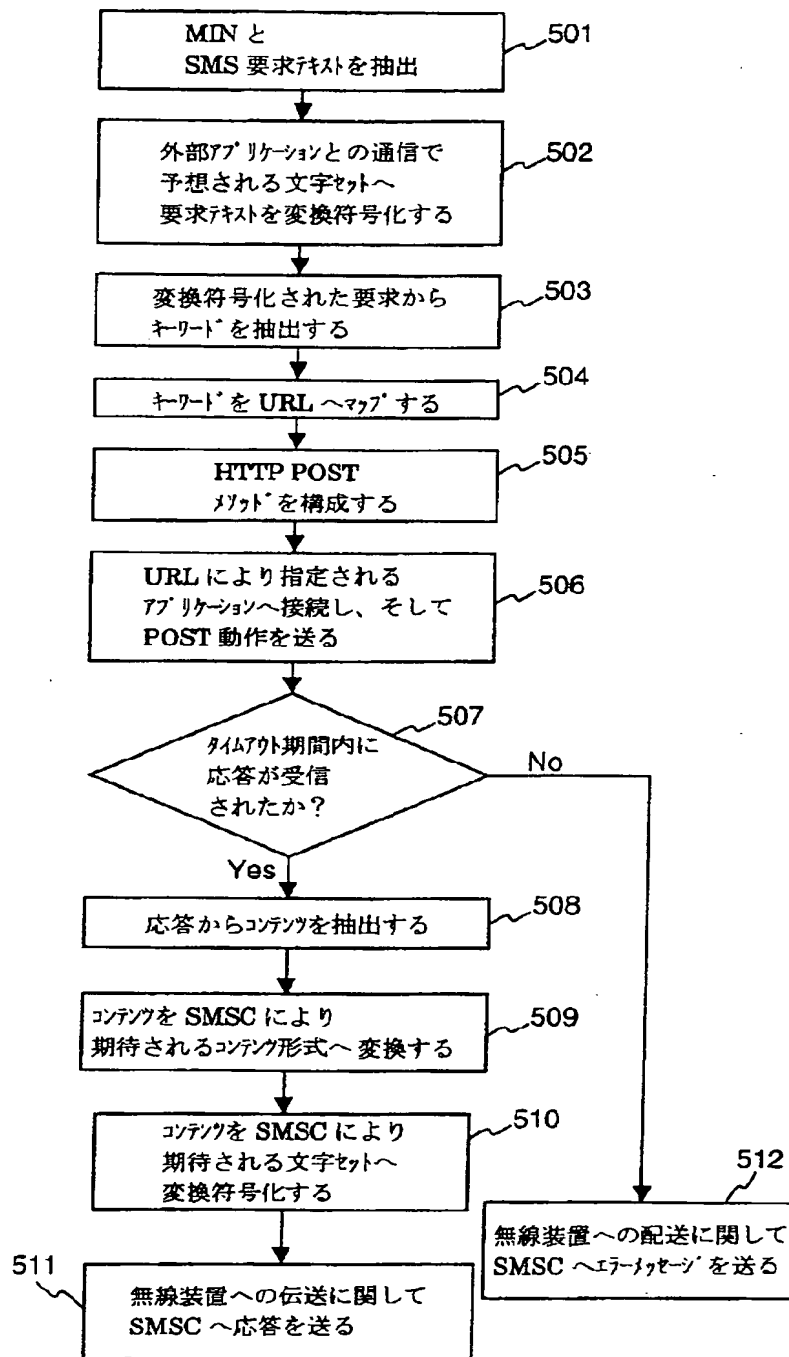 MIN と
SMS 要求テキストを抽出
501
外部アプリケーションとの通信で
予想される文字セットへ
要求テキストを変換符号化する
502
変換符号化された要求から
キーワードを抽出する
503
キーワードを URL へマップする
504
HTTP POST
メソッドを構成する
505
URL により指定される
アプリケーションへ接続し、そして
POST 動作を送る
506
タイムアウト期間内に
応答が受信
されたか？
507
No
Yes
応答からコンテンツを抽出する
508
コンテンツを SMSC により
期待されるコンテンツ形式へ変換する
509
コンテンツを SMSC により
期待される文字セットへ
変換符号化する
510
512
無線装置への配送に関して
SMSC へエラーメッセージを送る
511
無線装置への伝送に関して
SMSC へ応答を送る